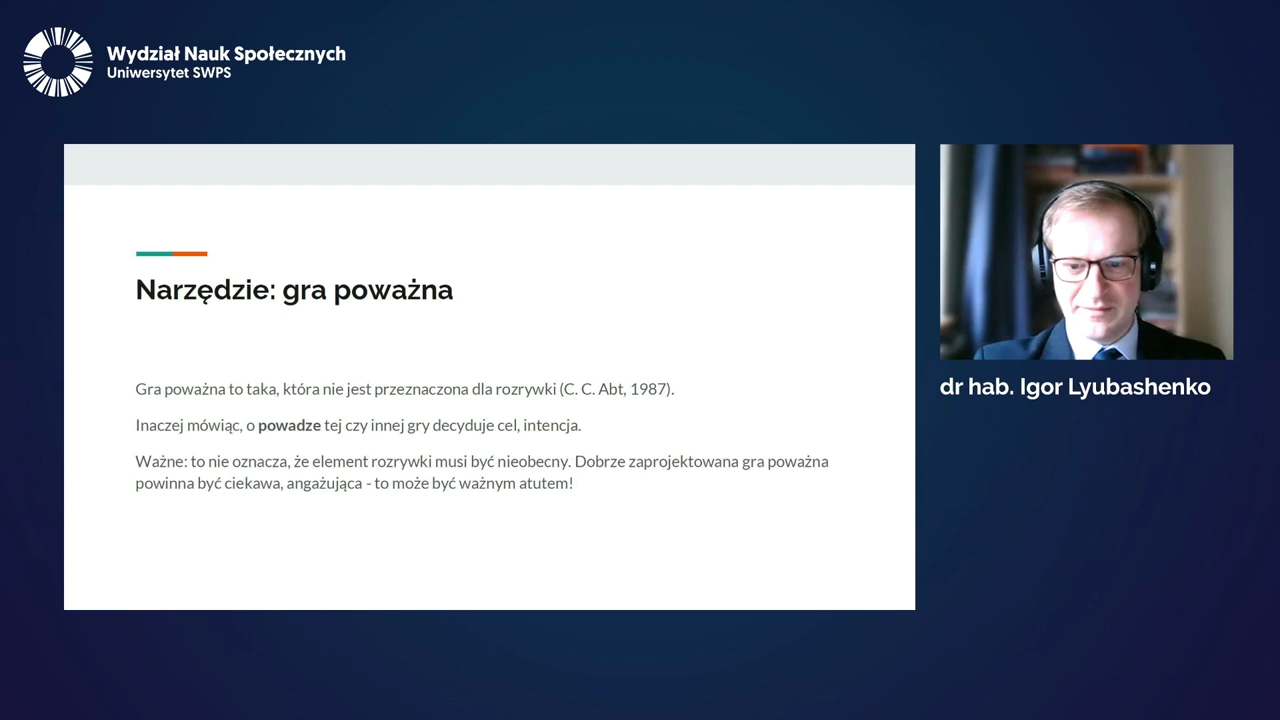 Wydział Nauk Społecznych
Uniwersytet SWPS
Narzędzie: gra poważna
Gra poważna to taka, która nie jest przeznaczona dla rozrywki (C. C. Abt, 1987).
Inaczej mówiąc, o powadze tej czy innej gry decyduje cel, intencja.
Ważne: to nie oznacza, że element rozrywki musi być nieobecny. Dobrze zaprojektowana gra poważna
powinna być ciekawa, angażująca - to może być ważnym atutem!
dr hab. Igor Lyubashenko